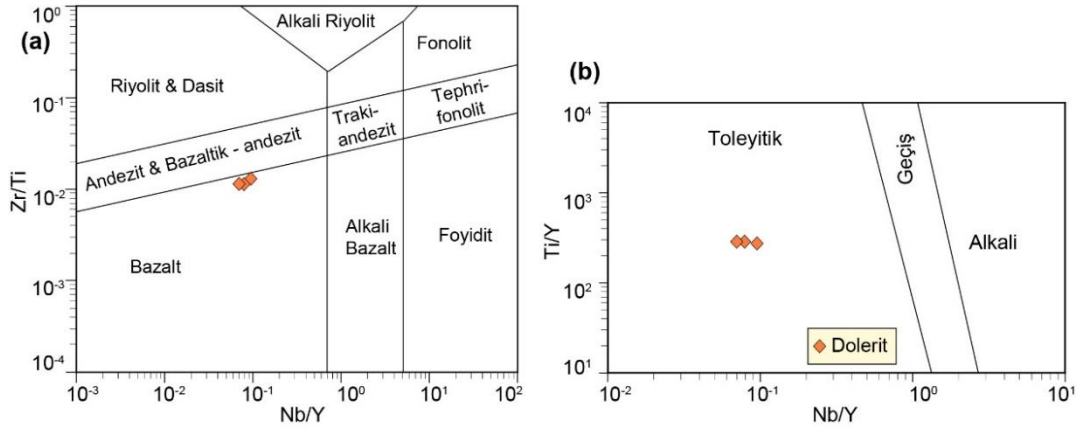 (a)
10⁰
10⁻¹
10⁻²
10⁻³
10⁻⁴
Zr/Ti
Alkali Riyolit
Fonolit
Riyolit & Dasit
Tephri-
fonolit
Traki-
andezit
Andezit & Bazaltik - andezit
Bazalt
Alkali
Bazalt
Foyidit
10⁻³
10⁻²
10⁻¹
10⁰
10¹
10²
Nb/Y
(b)
10⁴
10³
10²
10¹
Ti/Y
Toleyitik
Geçiş
Alkali
Dolerit
10⁻²
10⁻¹
10⁰
10¹
Nb/Y